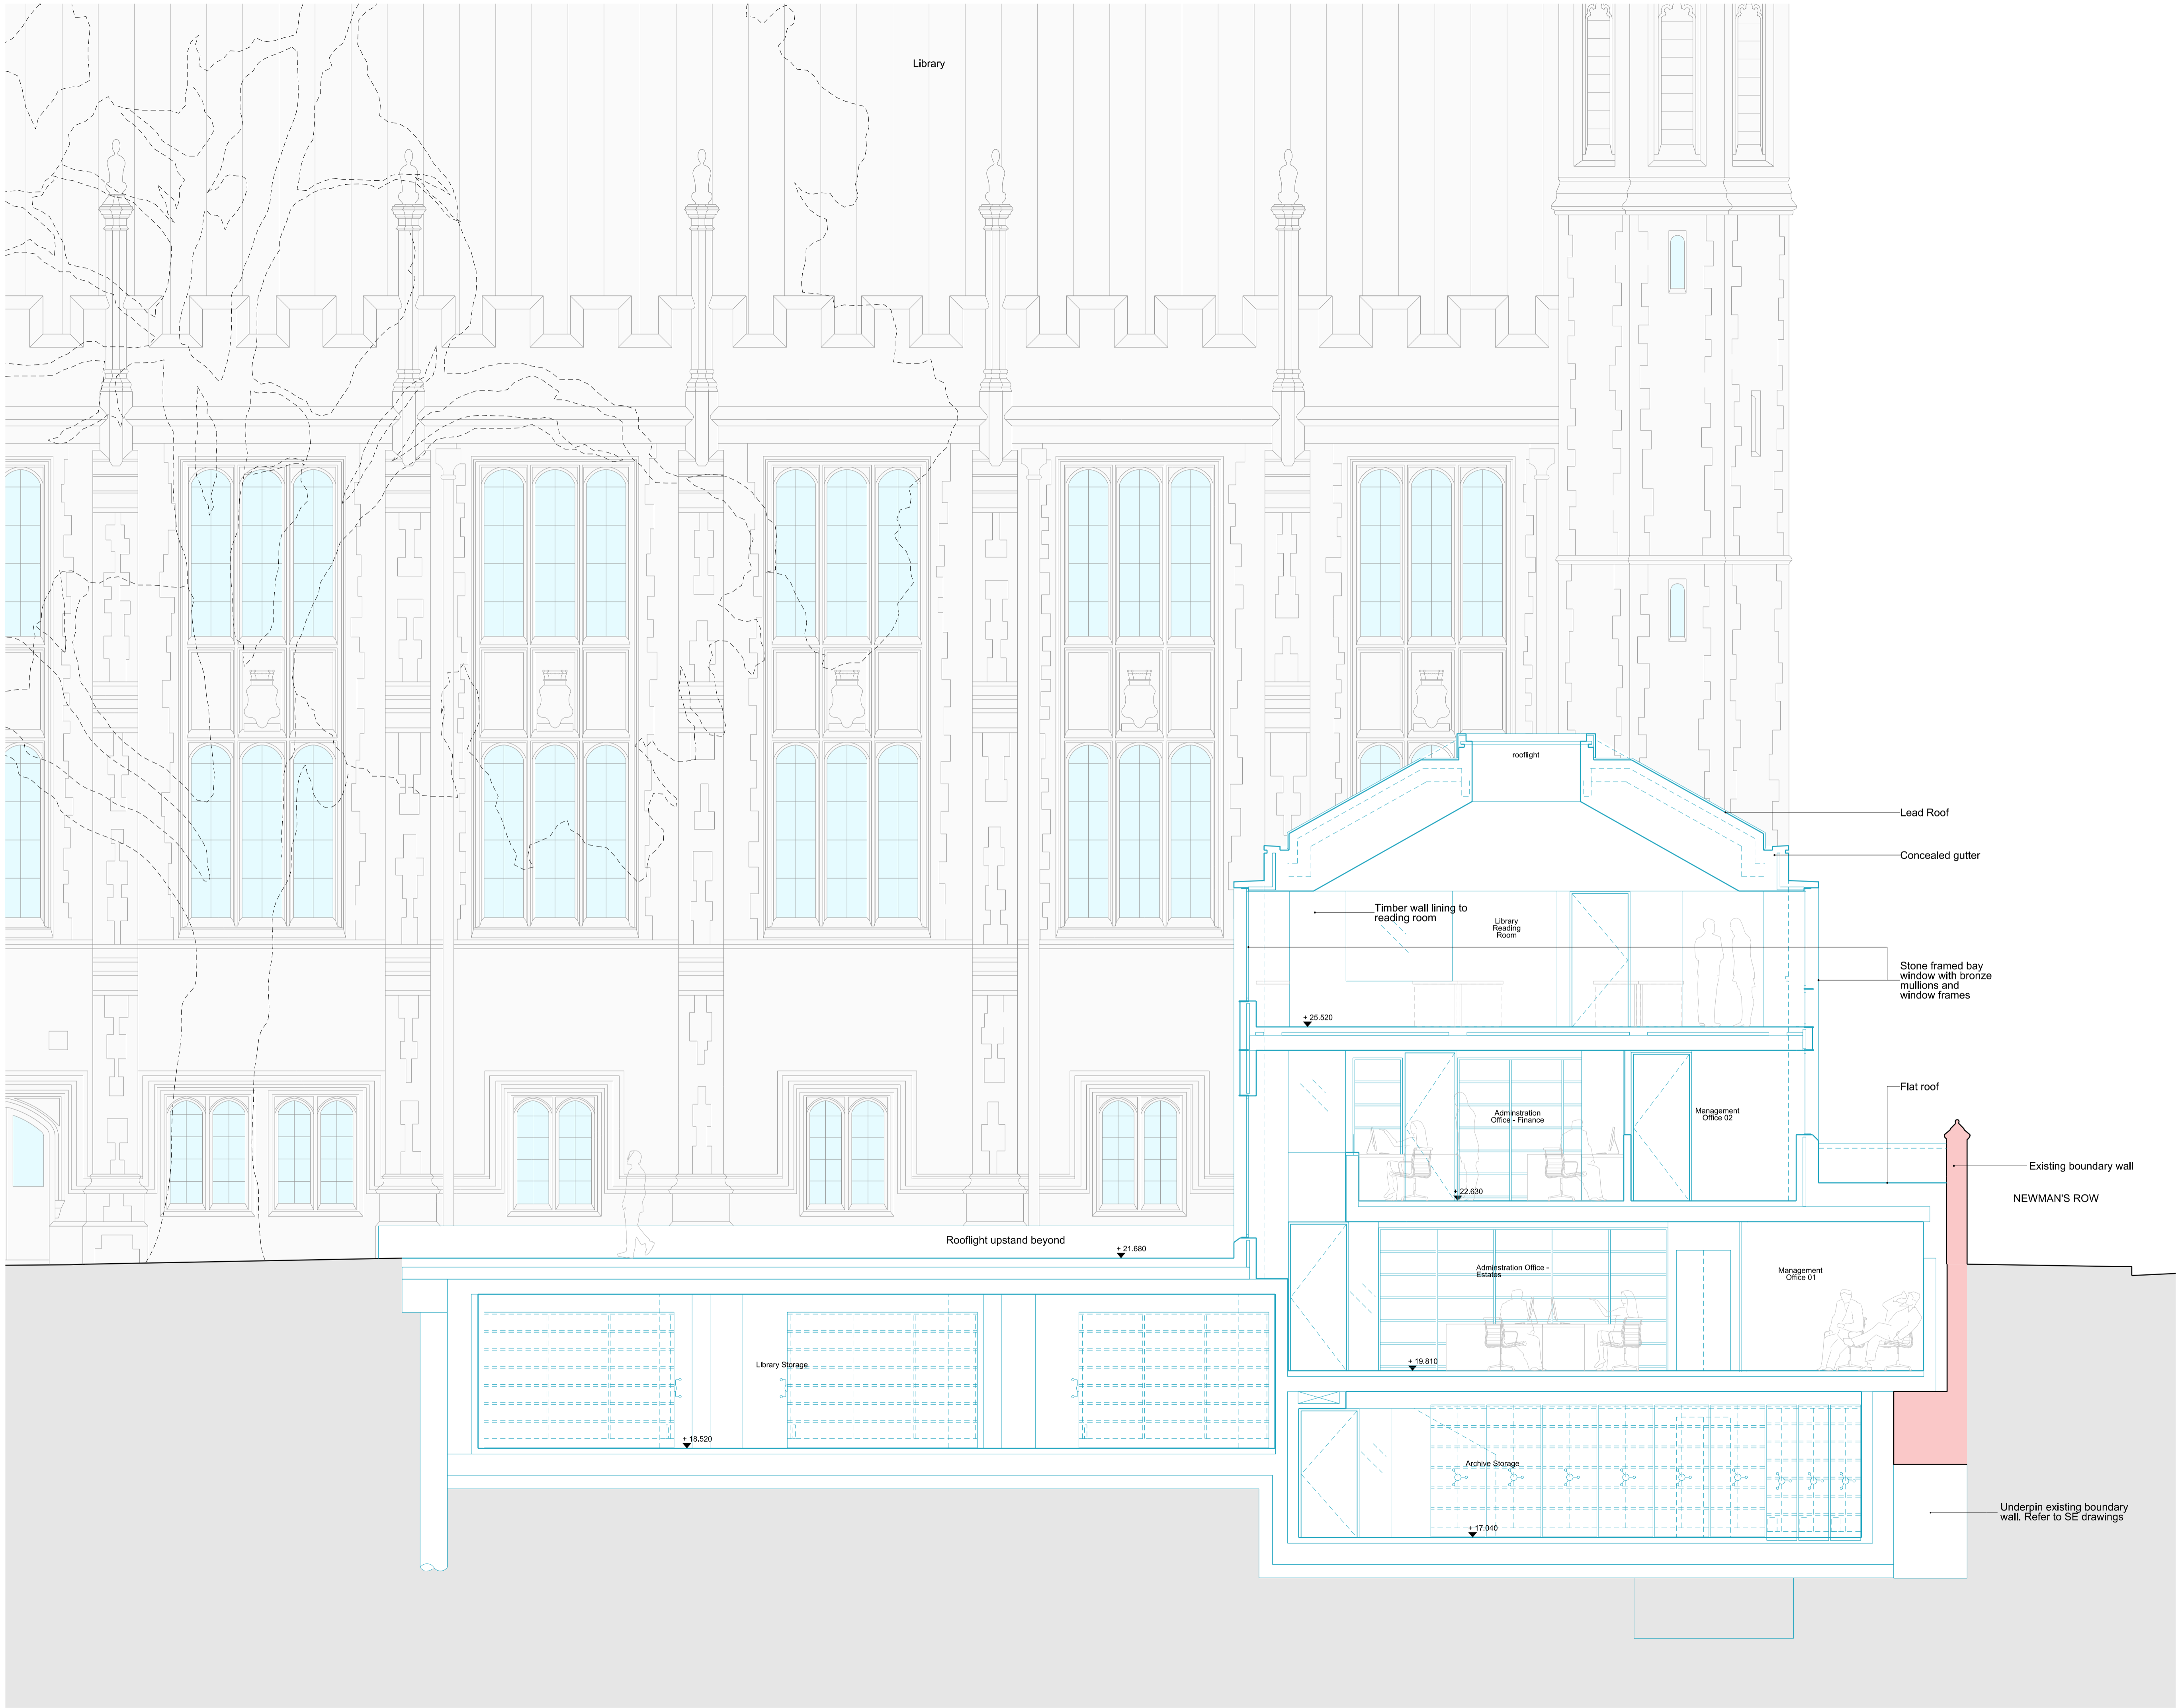 Library
rooflight
Lead Roof
Concealed gutter
Timber wall lining to
reading room
Library
Reading
Room
Stone framed bay
window with bronze
mullions and
window frames
+ 25.520
Flat roof
Adminstration
Office - Finance
Management
Office 02
Existing boundary wall
+ 22.630
NEWMAN'S ROW
Rooflight upstand beyond
+ 21.680
Adminstration Office -
Estates
Management
Office 01
Library Storage
+ 19.810
+ 18.520
Archive Storage
Underpin existing boundary
wall. Refer to SE drawings
+ 17.040